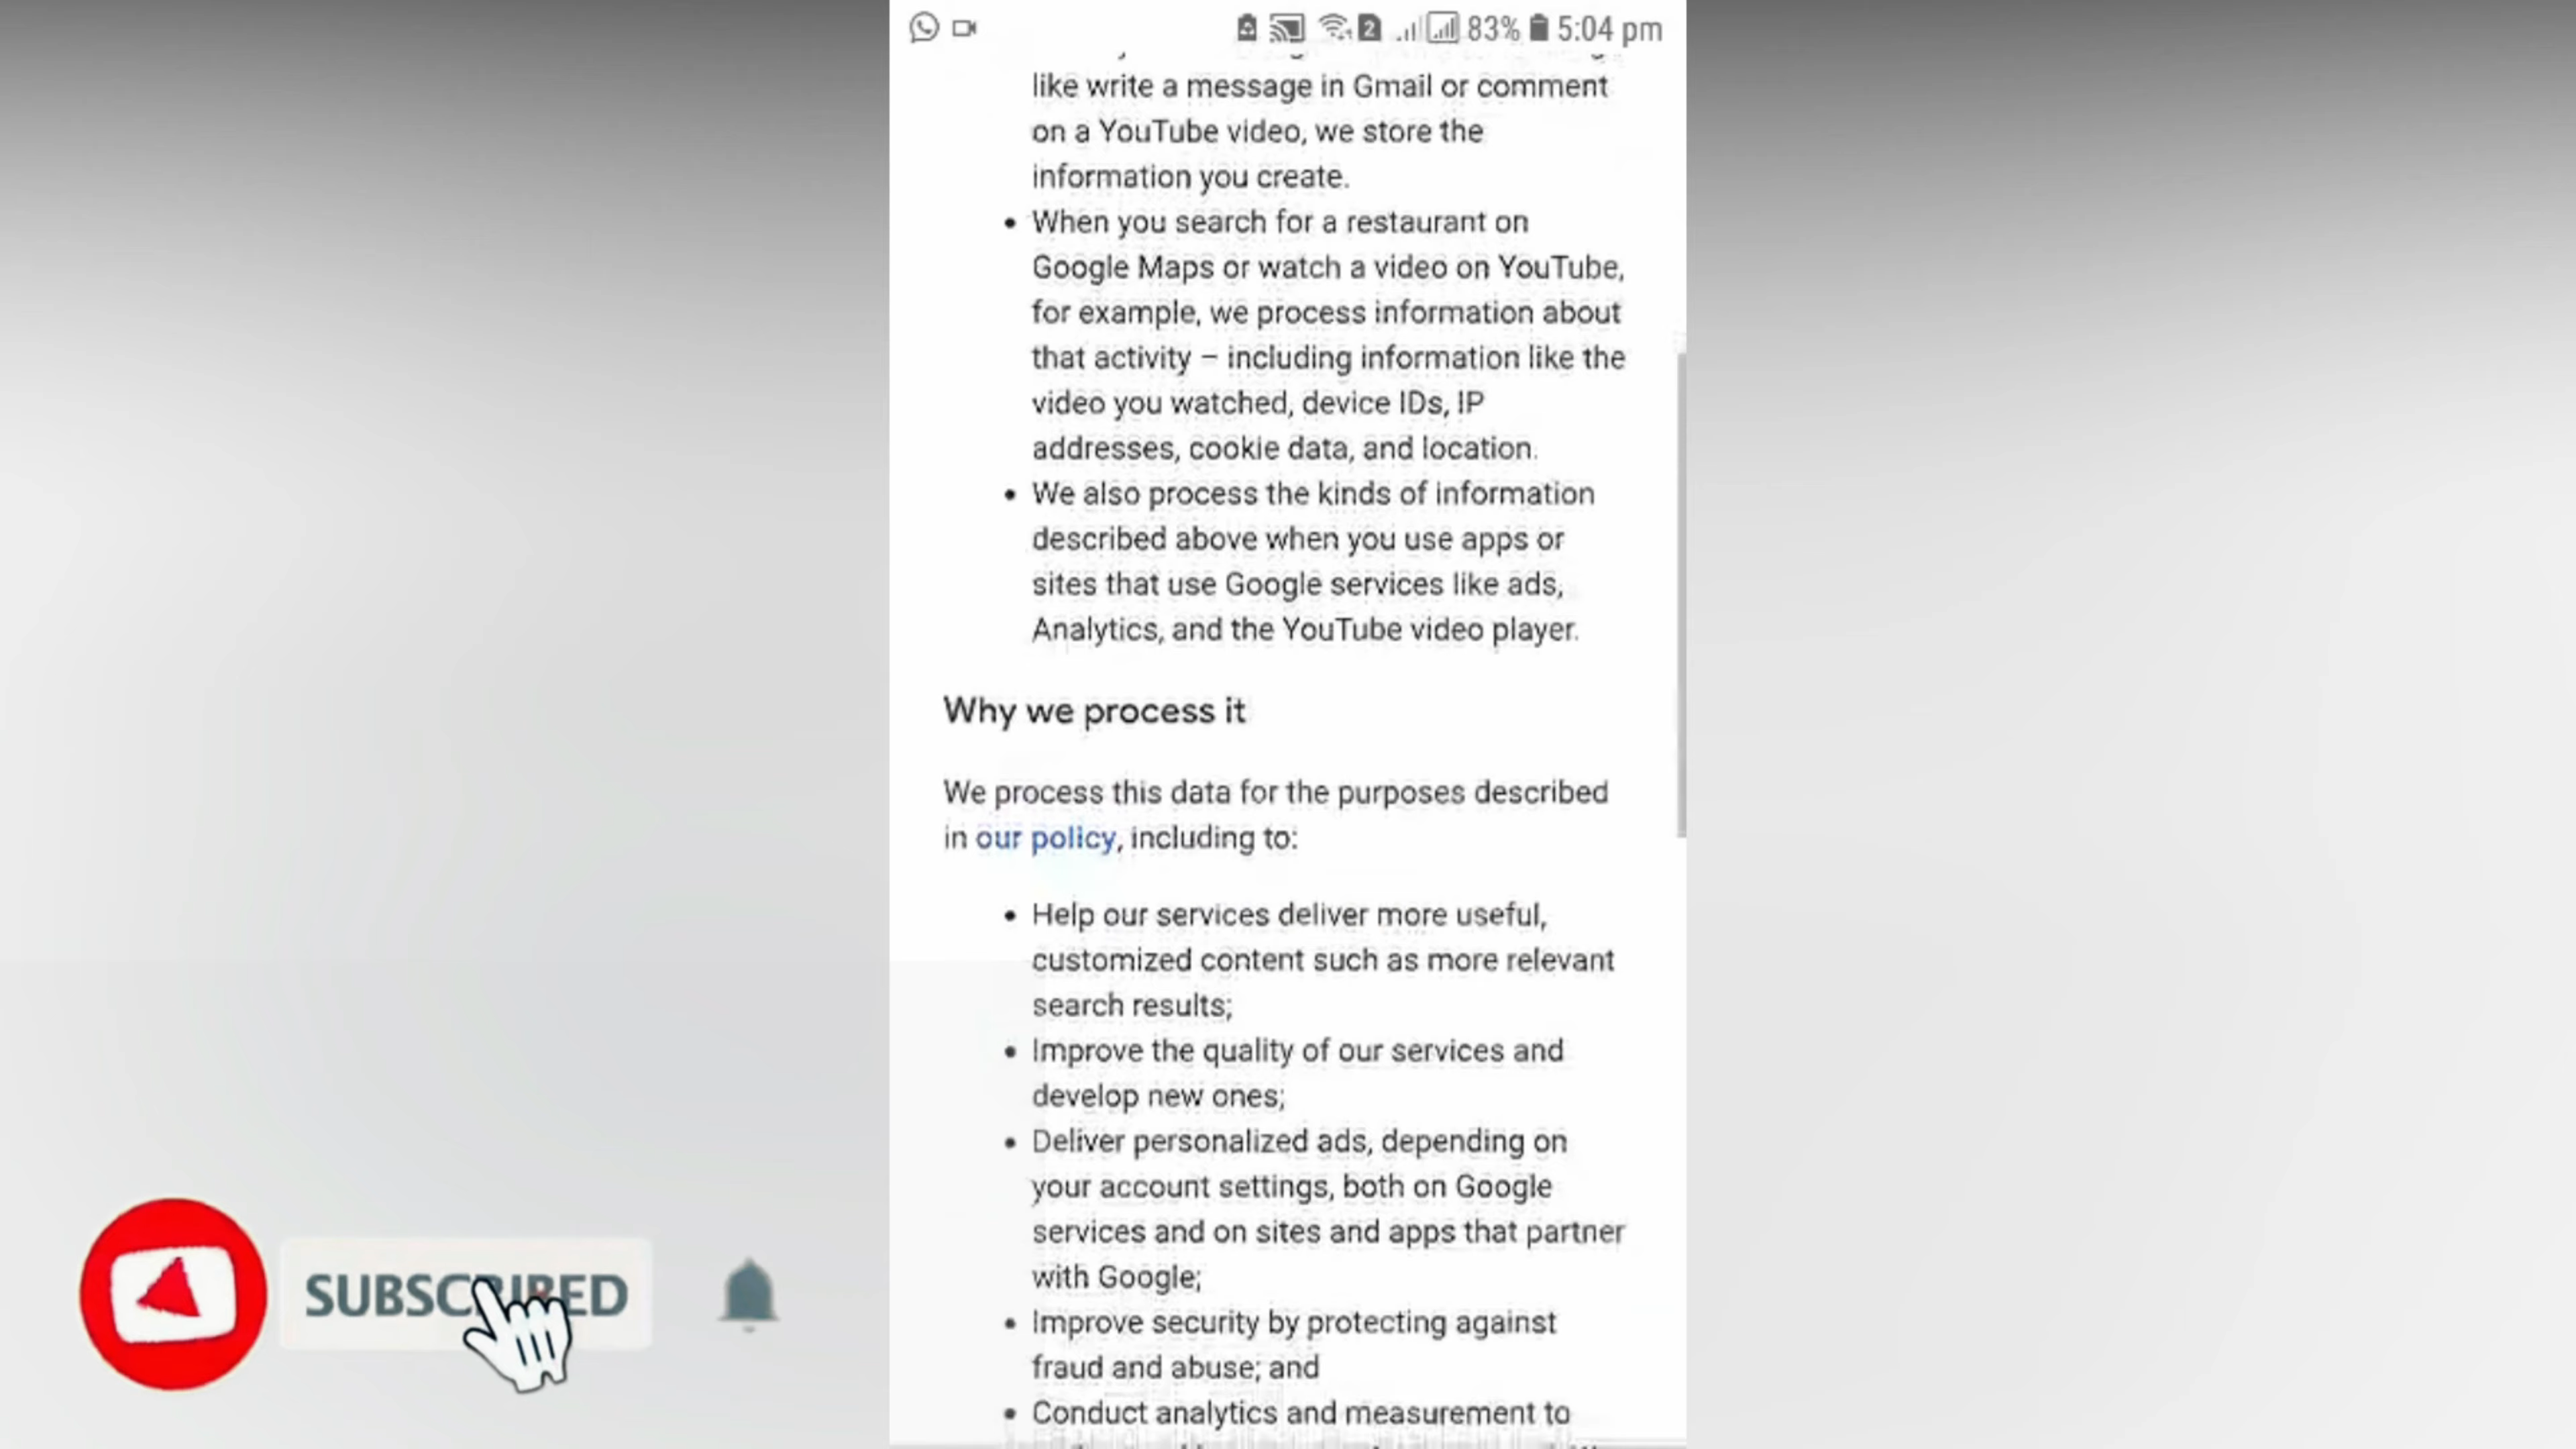 2 83% 5:04 pm
like write a message in Gmail or comment
on a YouTube video, we store the
information you create.
• When you search for a restaurant on
Google Maps or watch a video on YouTube,
for example, we process information about
that activity – including information like the
video you watched, device IDs, IP
addresses, cookie data, and location.
• We also process the kinds of information
described above when you use apps or
sites that use Google services like ads,
Analytics, and the YouTube video player.
Why we process it
We process this data for the purposes described
in our policy, including to:
• Help our services deliver more useful,
customized content such as more relevant
search results;
• Improve the quality of our services and
develop new ones;
• Deliver personalized ads, depending on
your account settings, both on Google
services and on sites and apps that partner
with Google;
• Improve security by protecting against
fraud and abuse; and
• Conduct analytics and measurement to
SUBSCRIBED